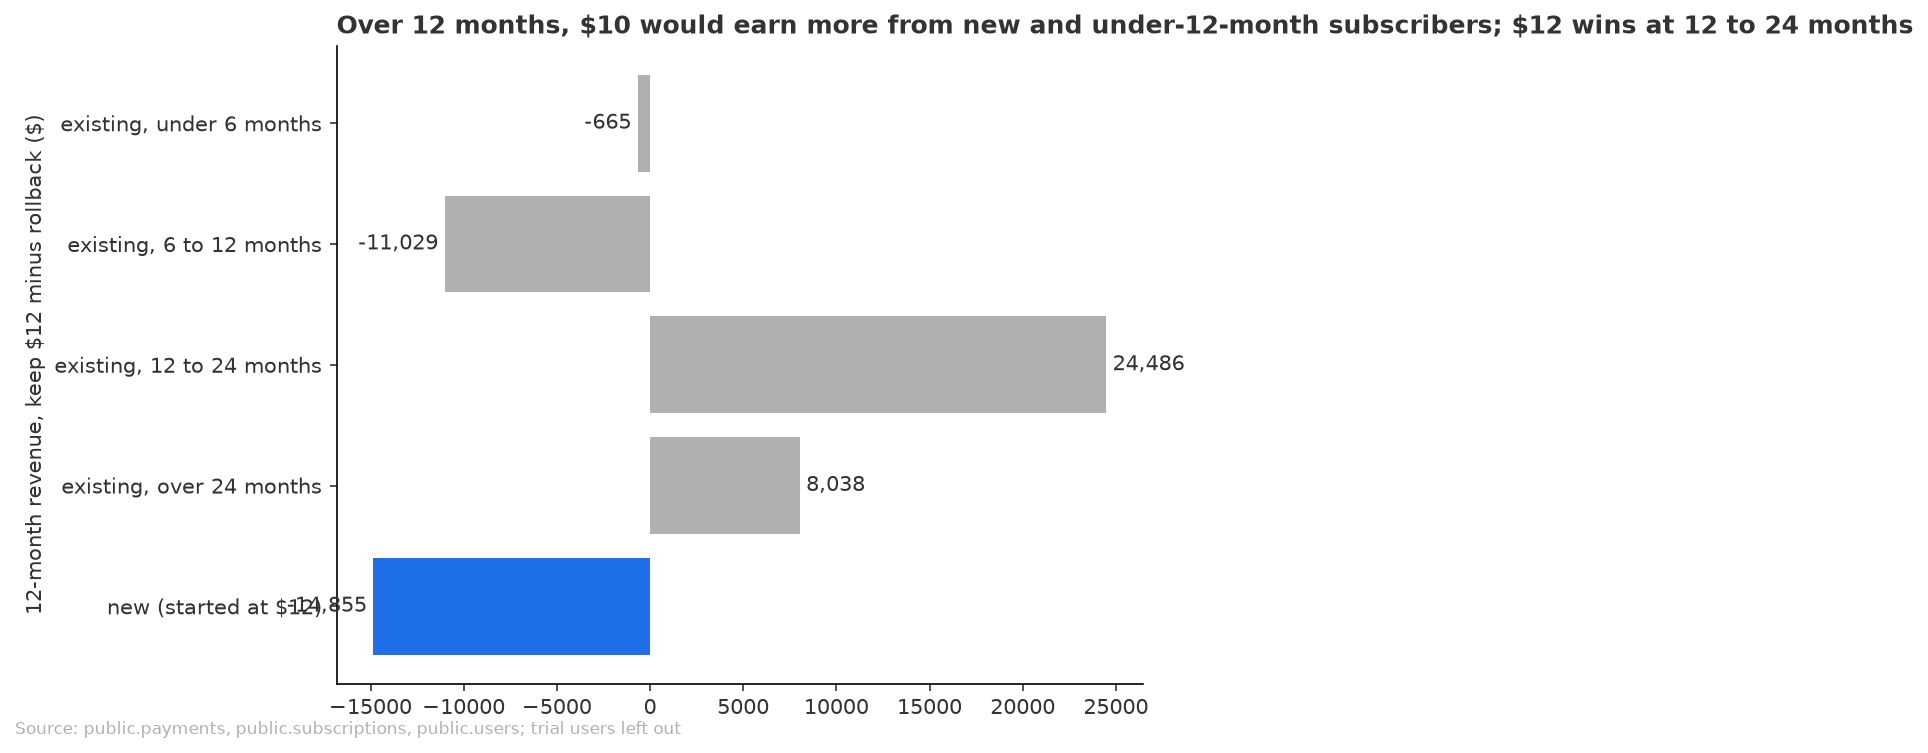 Over 12 months, $10 would earn more from new and under-12-month subscribers; $12 wins at 12 to 24 months
12-month revenue, keep $12 minus rollback ($)
existing, under 6 months
-665
existing, 6 to 12 months
-11,029
existing, 12 to 24 months
24,486
existing, over 24 months
8,038
new (started at $12)
-14,855
−15000 −10000 −5000 0 5000 10000 15000 20000 25000
Source: public.payments, public.subscriptions, public.users; trial users left out